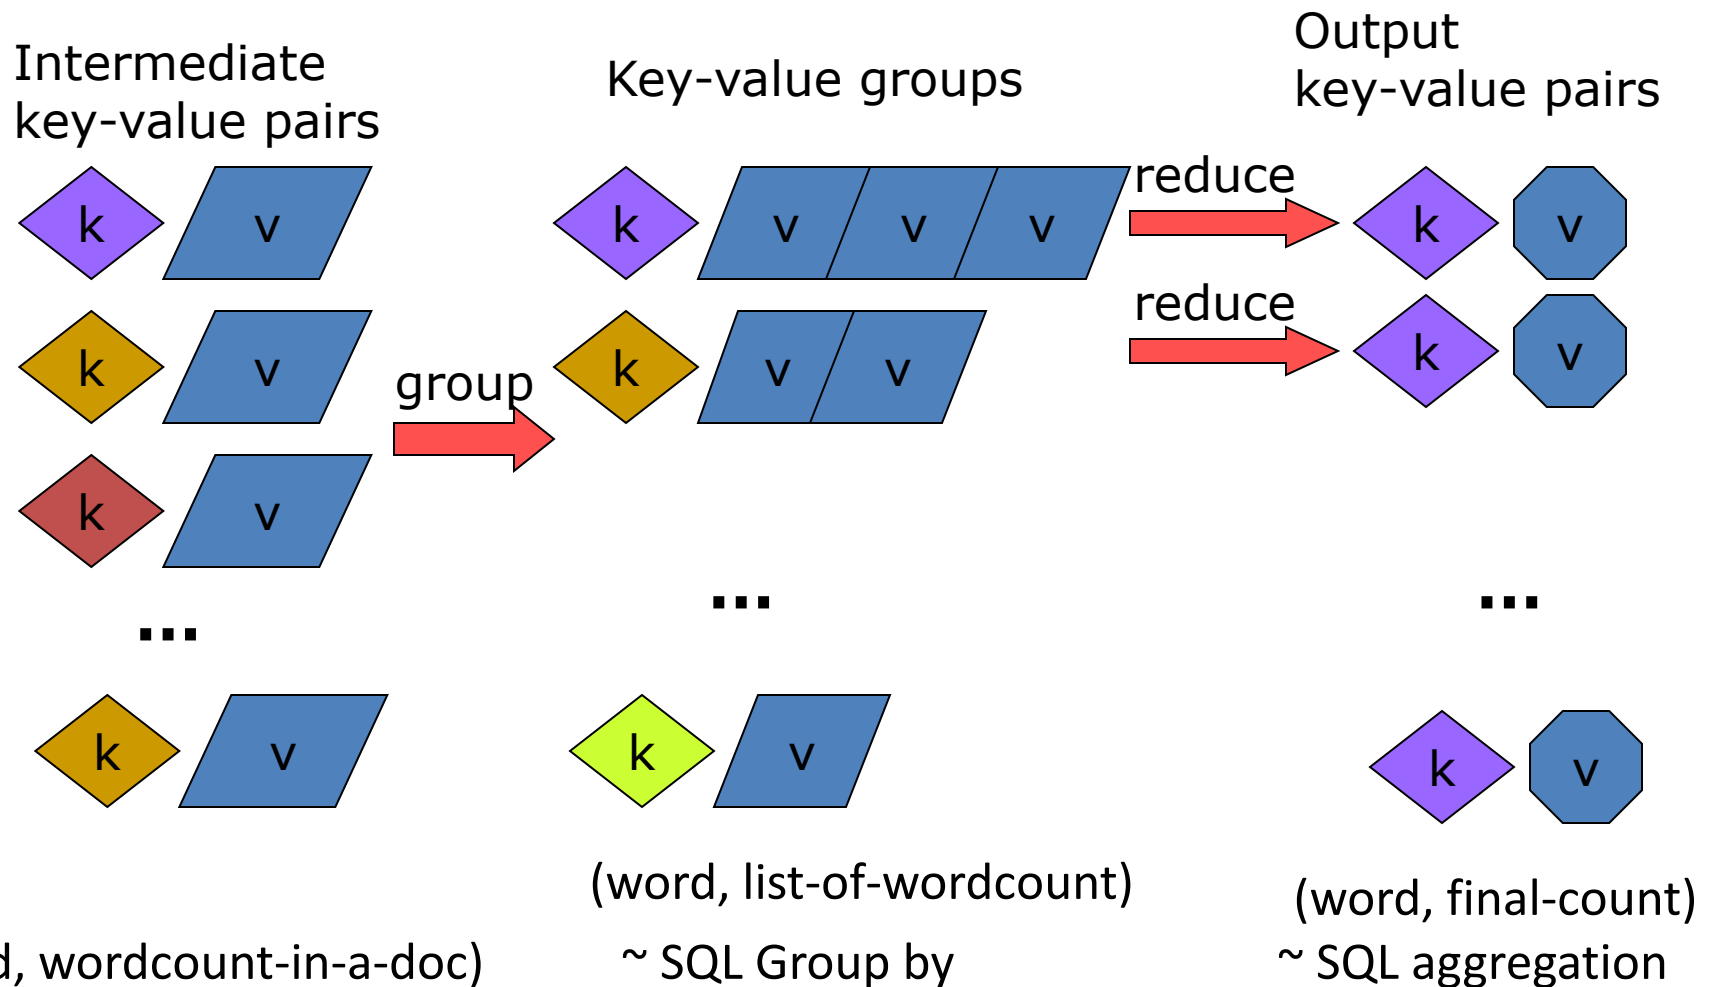 Intermediate
key-value pairs
Key-value groups
Output
key-value pairs
k v
k v
k v
...
k v
group
k v v v
k v v
...
k v
reduce
reduce
k v
k v
...
k v
d, wordcount-in-a-doc)
(word, list-of-wordcount)
~ SQL Group by
(word, final-count)
~ SQL aggregation